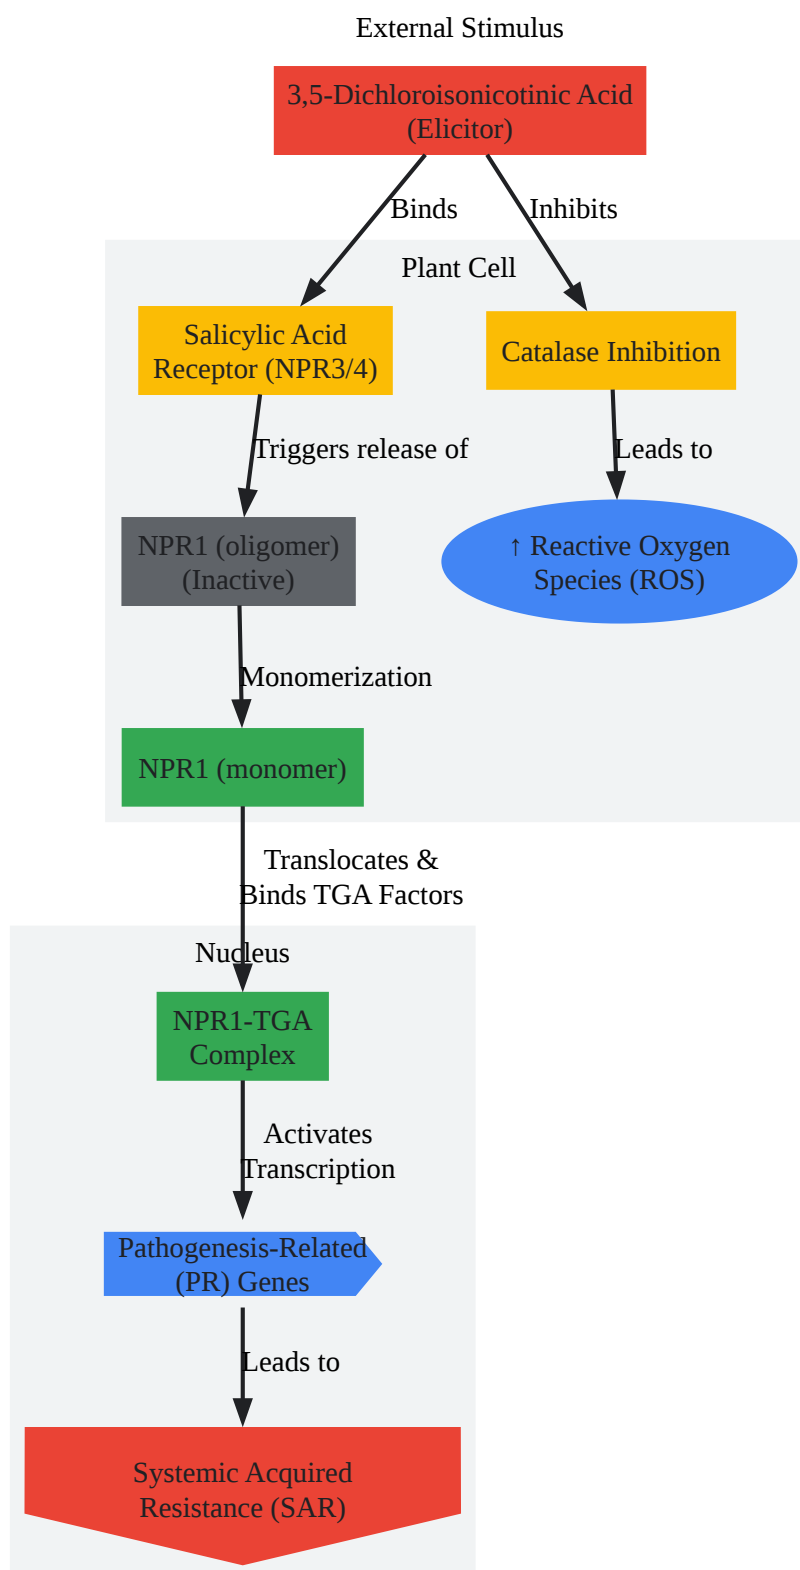 External Stimulus
3,5-Dichloroisonicotinic Acid
(Elicitor)
Binds
Inhibits
Plant Cell
Salicylic Acid
Receptor (NPR3/4)
Catalase Inhibition
Triggers release of
Leads to
NPR1 (oligomer)
(Inactive)
↑ Reactive Oxygen
Species (ROS)
Monomerization
NPR1 (monomer)
Translocates &
Binds TGA Factors
Nucleus
NPR1-TGA
Complex
Activates
Transcription
Pathogenesis-Related
(PR) Genes
Leads to
Systemic Acquired
Resistance (SAR)